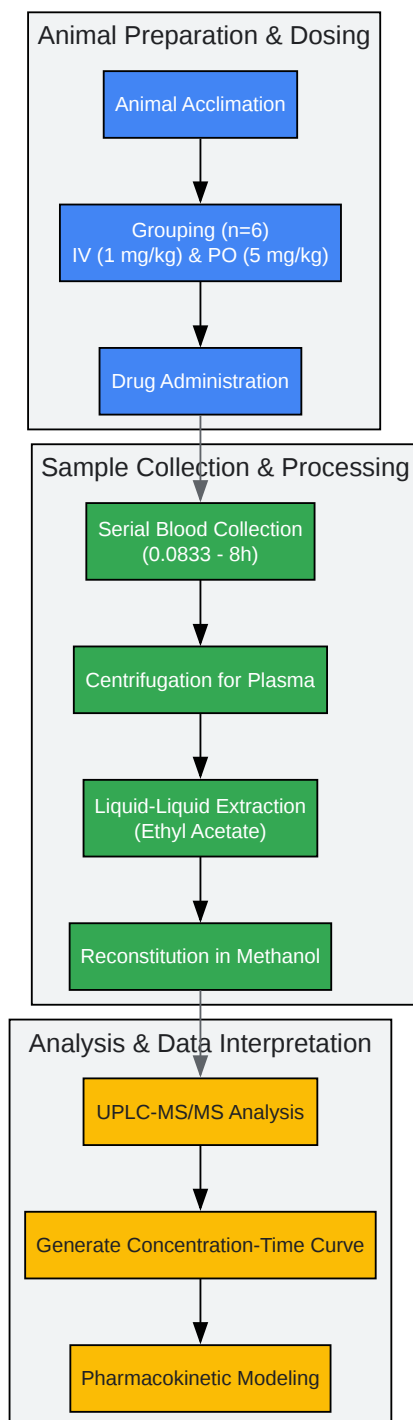 Animal Preparation & Dosing
Animal Acclimation
Grouping (n=6)
IV (1 mg/kg) & PO (5 mg/kg)
Drug Administration
Sample Collection & Processing
Serial Blood Collection
(0.0833 - 8h)
Centrifugation for Plasma
Liquid-Liquid Extraction
(Ethyl Acetate)
Reconstitution in Methanol
Analysis & Data Interpretation
UPLC-MS/MS Analysis
Generate Concentration-Time Curve
Pharmacokinetic Modeling